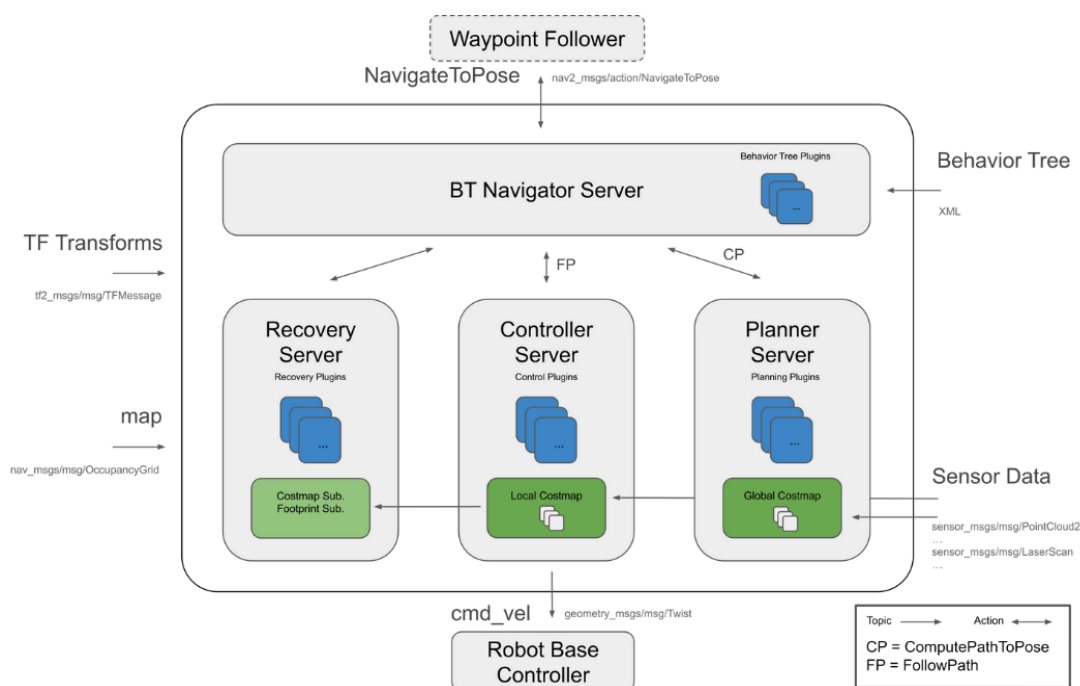 Waypoint Follower
NavigateToPose
nav2_msgs/action/NavigateToPose
Behavior Tree Plugins
BT Navigator Server
...
Behavior Tree
XML
TF Transforms
tf2_msgs/msg/TFMessage
FP
CP
Recovery
Server
Recovery Plugins
...
Costmap Sub.
Footprint Sub.
Controller
Server
Control Plugins
...
Local Costmap
Planner
Server
Planning Plugins
...
Global Costmap
map
nav_msgs/msg/OccupancyGrid
Sensor Data
sensor_msgs/msg/PointCloud2
...
sensor_msgs/msg/LaserScan
...
cmd_vel
geometry_msgs/msg/Twist
Robot Base
Controller
Topic
Action
CP = ComputePathToPose
FP = FollowPath